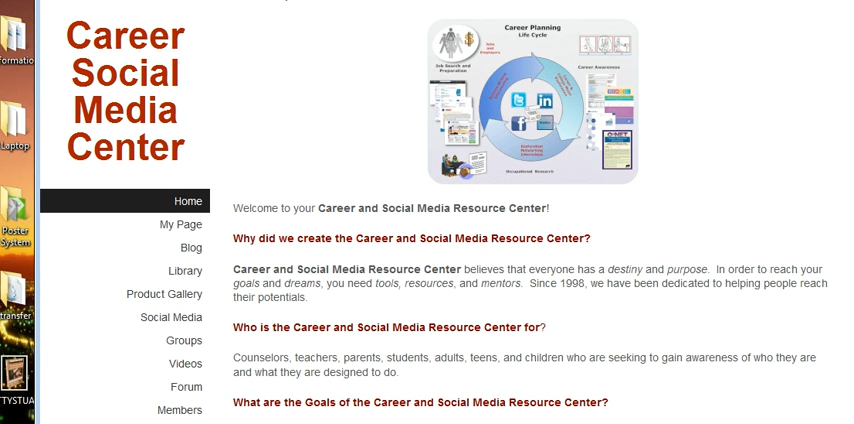 Career
Social
Media
Center
Career Planning
Life Cycle
Job Search and
Preparation
Career Awareness
Occupational Research
O*NET
Laptop
Poster
System
transfer
Home
My Page
Blog
Library
Product Gallery
Social Media
Groups
Videos
Forum
Members
Welcome to your Career and Social Media Resource Center!
Why did we create the Career and Social Media Resource Center?
Career and Social Media Resource Center believes that everyone has a destiny and purpose. In order to reach your
goals and dreams, you need tools, resources, and mentors. Since 1998, we have been dedicated to helping people reach
their potentials.
Who is the Career and Social Media Resource Center for?
Counselors, teachers, parents, students, adults, teens, and children who are seeking to gain awareness of who they are
and what they are designed to do.
What are the Goals of the Career and Social Media Resource Center?